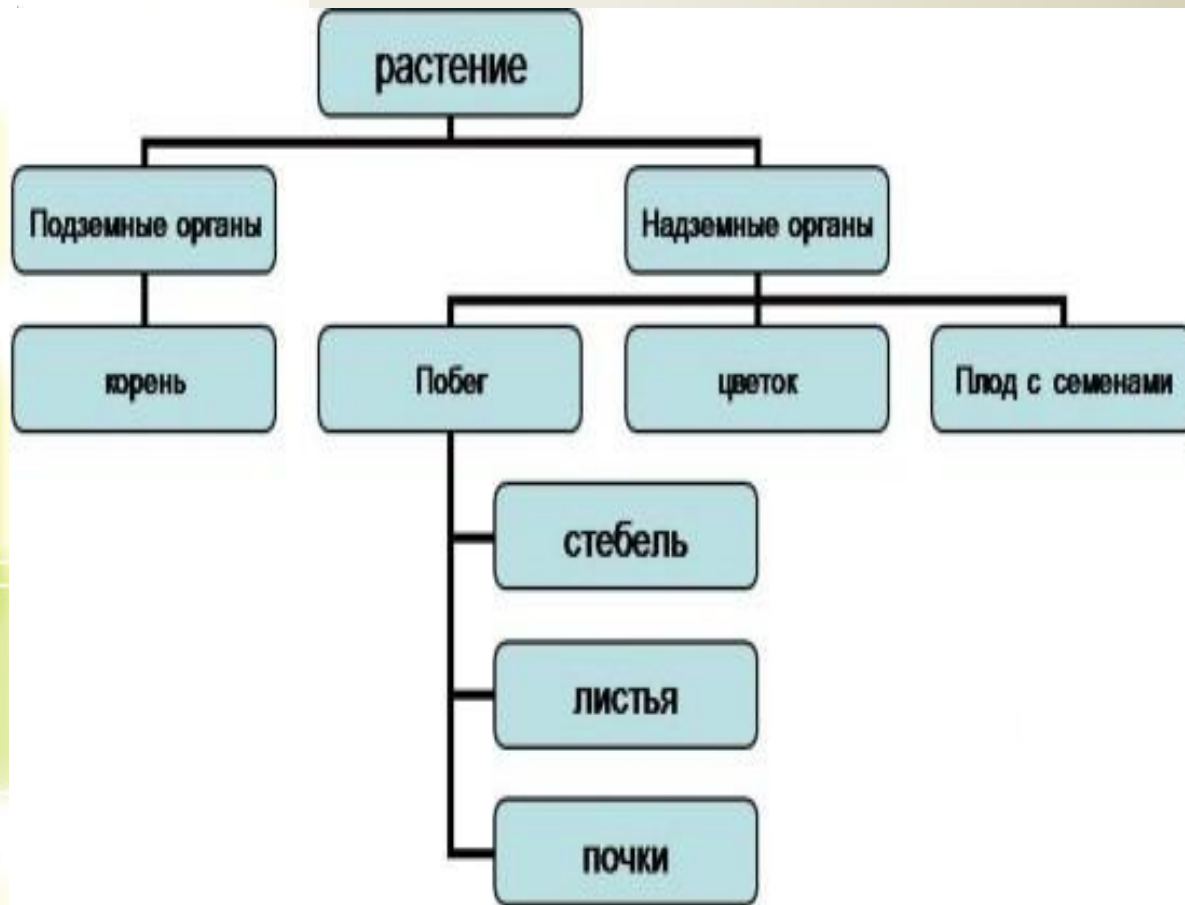 растение
Подземные органы
Надземные органы
корень
Побег
цветок
Плод с семенами
стебель
листья
почки